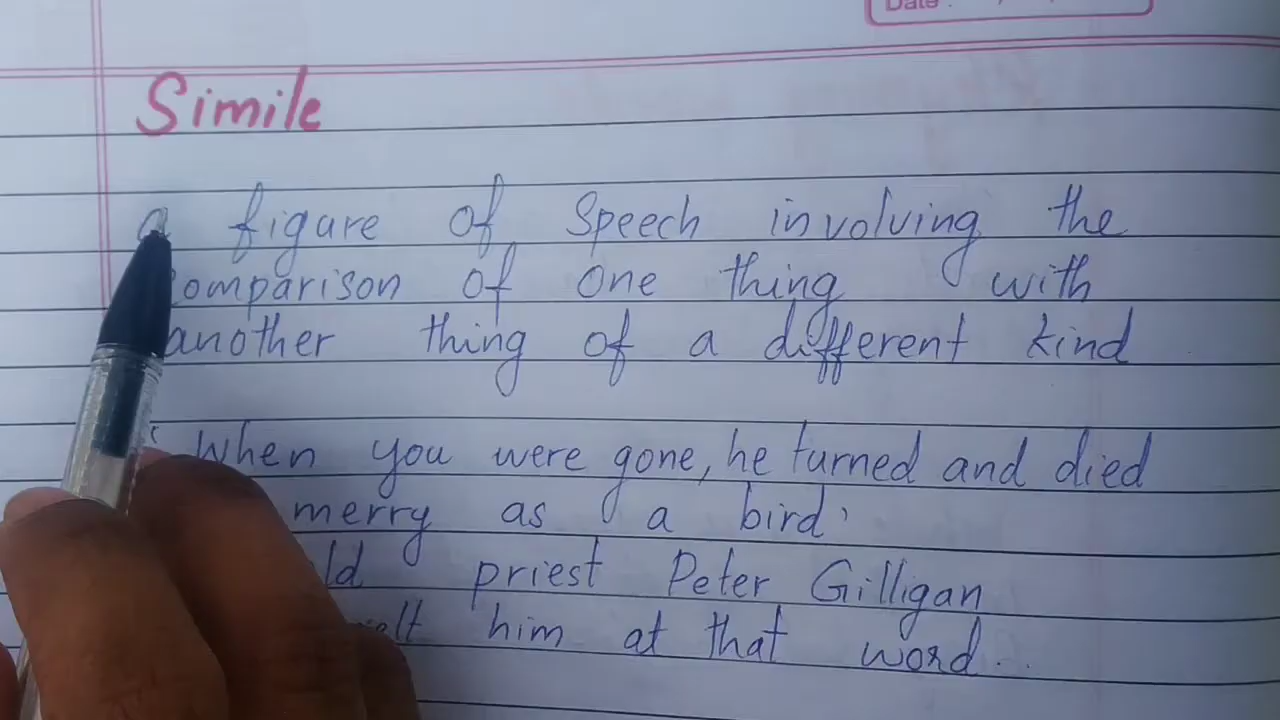 Date :
Simile
a figure of Speech involving the
comparison of one thing with
another thing of a different kind
' When you were gone, he turned and died
merry as a bird'
priest Peter Gilligan
him at that word...